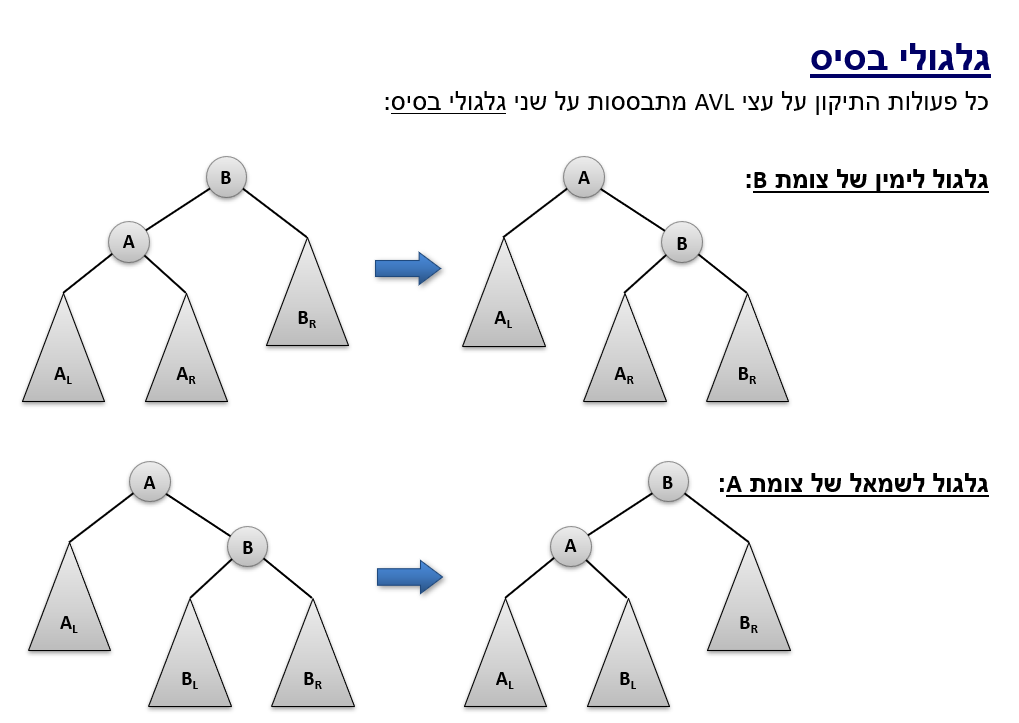 גלגולי בסיס
כל פעולות התיקון על עצי AVL מתבססות על שני גלגולי בסיס:
גלגול לימין של צומת B:
B
A
A
B
BR
AL
AL
AR
AR
BR
גלגול לשמאל של צומת A:
A
B
B
A
AL
BR
BL
BR
AL
BL